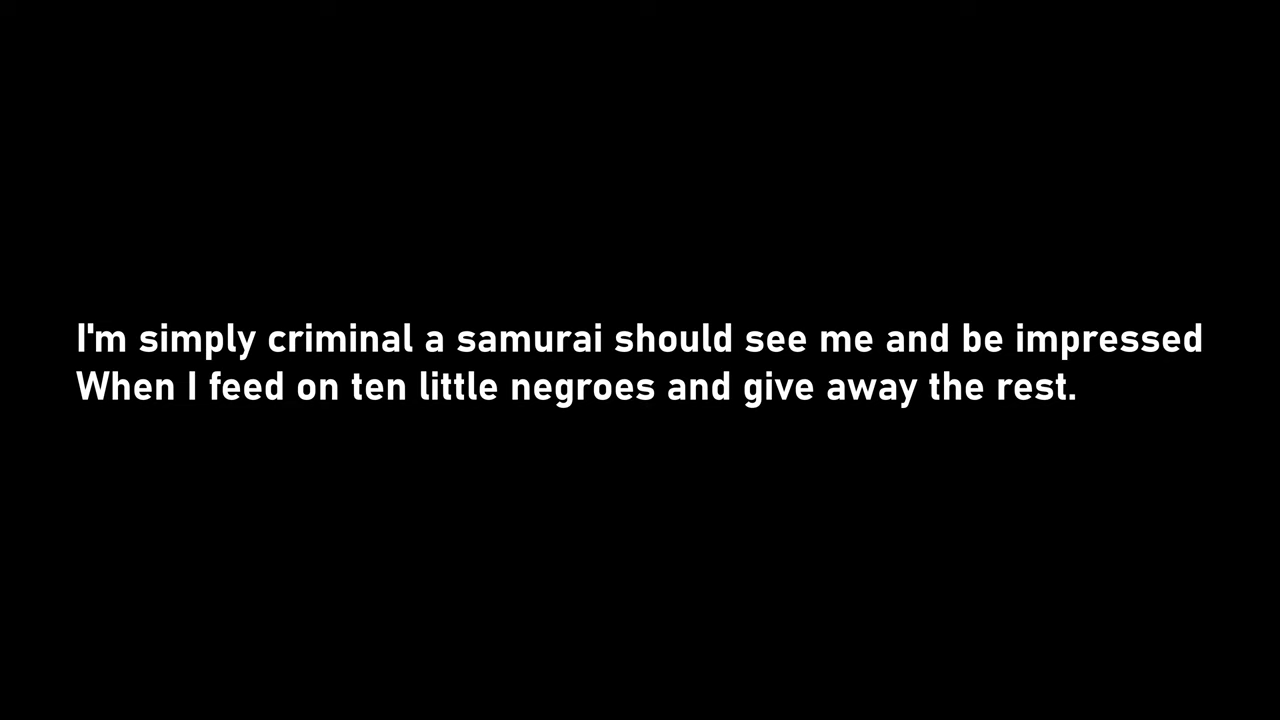 I'm simply criminal a samurai should see me and be impressed
When I feed on ten little negroes and give away the rest.